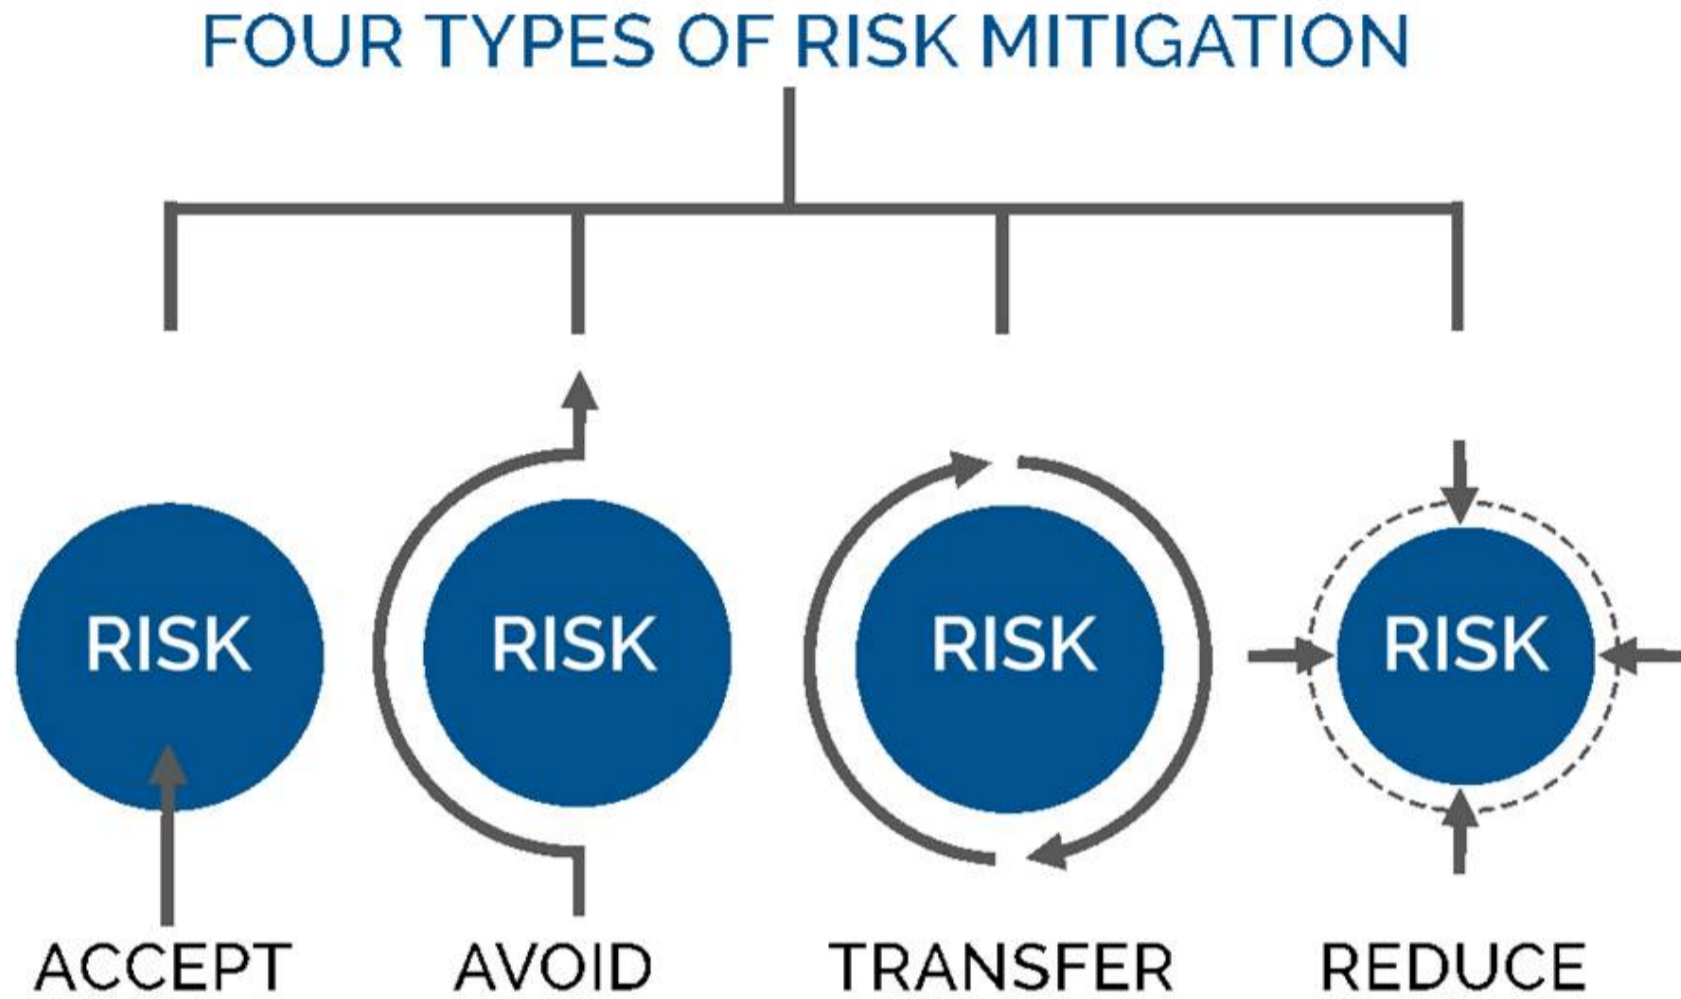 FOUR TYPES OF RISK MITIGATION
RISK
RISK
RISK
RISK
ACCEPT
AVOID
TRANSFER
REDUCE